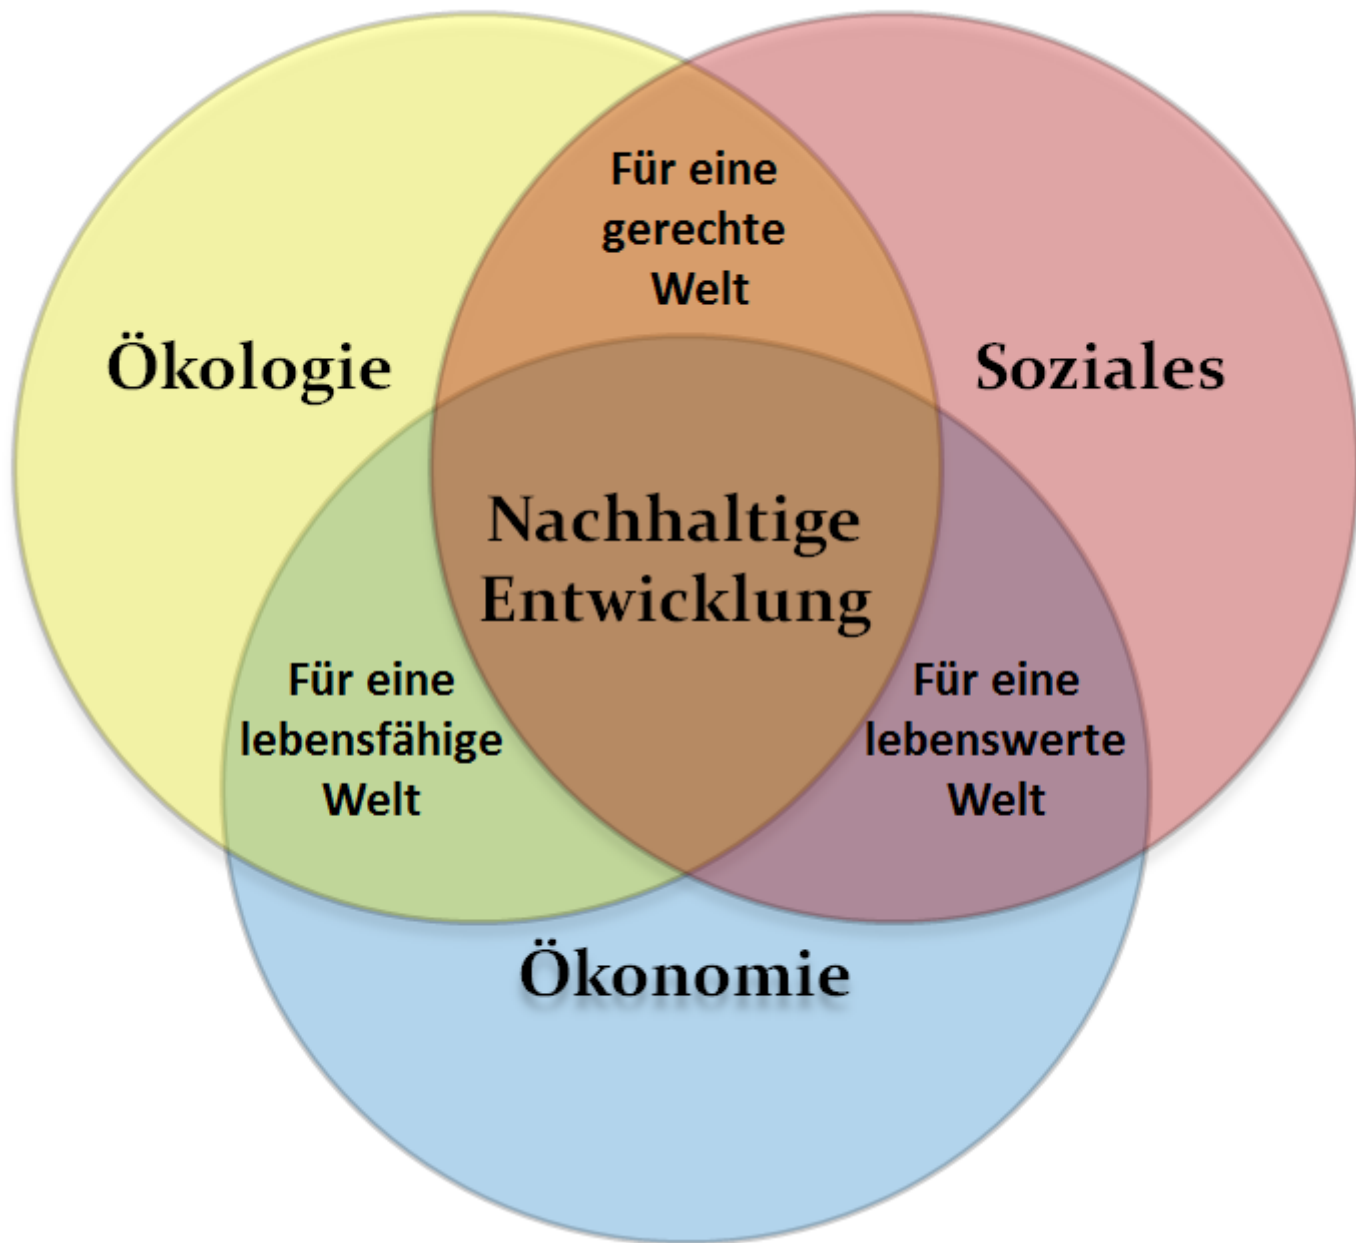 Für eine
gerechte
Welt
Ökologie
Soziales
Nachhaltige
Entwicklung
Für eine
lebensfähige
Welt
Für eine
lebenswerte
Welt
Ökonomie